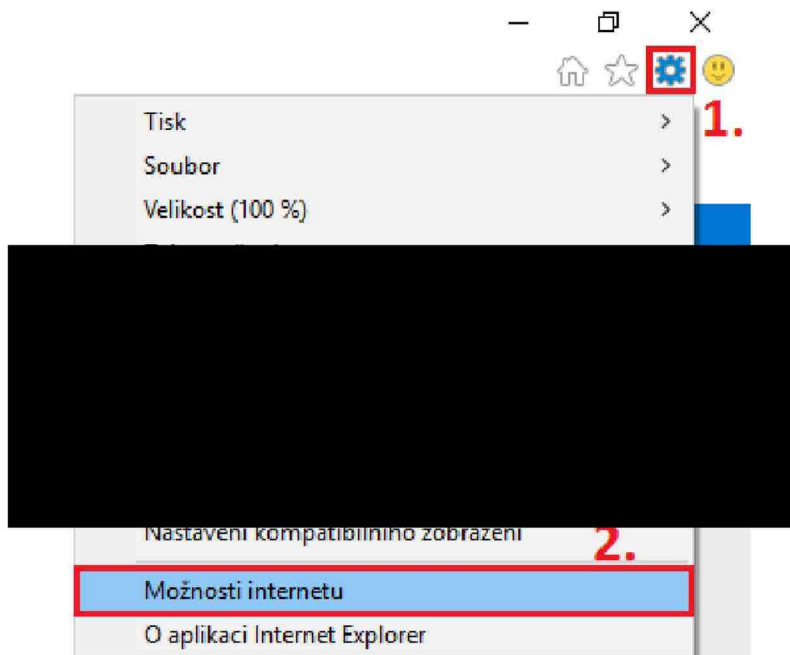 1.
Tisk
Soubor
Velikost (100 %)
Nastavení kompatibilního zobrazení
2.
Možnosti internetu
O aplikaci Internet Explorer